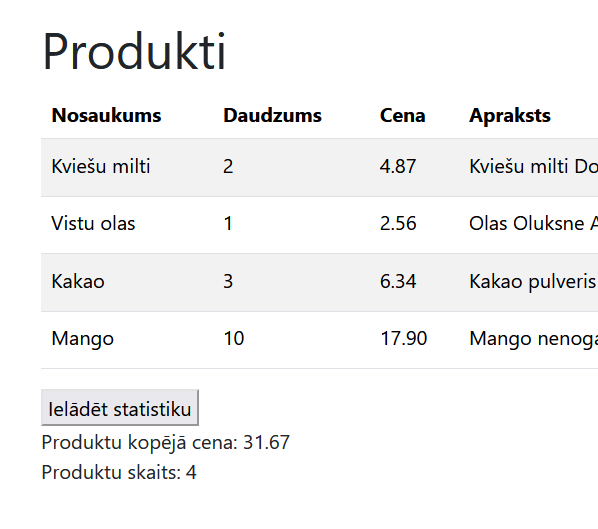 Produkti
Nosaukums Daudzums Cena Apraksts
Kviešu milti 2 4.87 Kviešu milti Do
Vistu olas 1 2.56 Olas Oluksne A
Kakao 3 6.34 Kakao pulveris
Mango 10 17.90 Mango nenoga
Ielādēt statistiku
Produktu kopējā cena: 31.67
Produktu skaits: 4